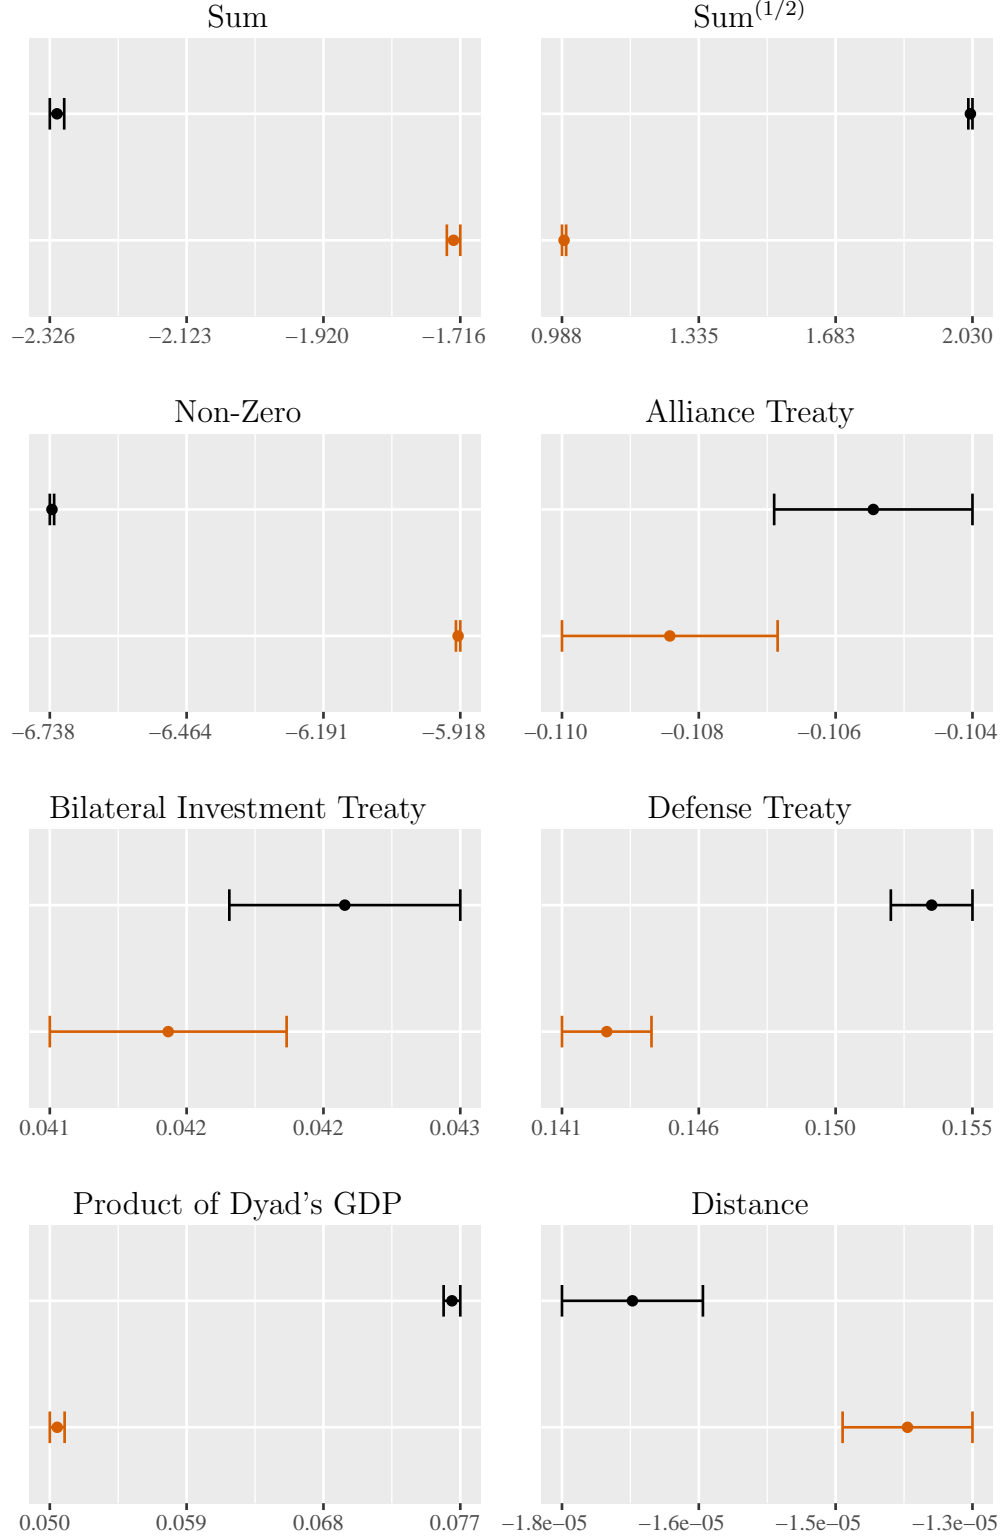 Sum
−2.326 −2.123 −1.920 −1.716
Sum(1/2)
0.988 1.335 1.683 2.030
Non-Zero
−6.738 −6.464 −6.191 −5.918
Alliance Treaty
−0.110 −0.108 −0.106 −0.104
Bilateral Investment Treaty
0.041 0.042 0.042 0.043
Defense Treaty
0.141 0.146 0.150 0.155
Product of Dyad's GDP
0.050 0.059 0.068 0.077
Distance
−1.8e−05 −1.6e−05 −1.5e−05 −1.3e−05